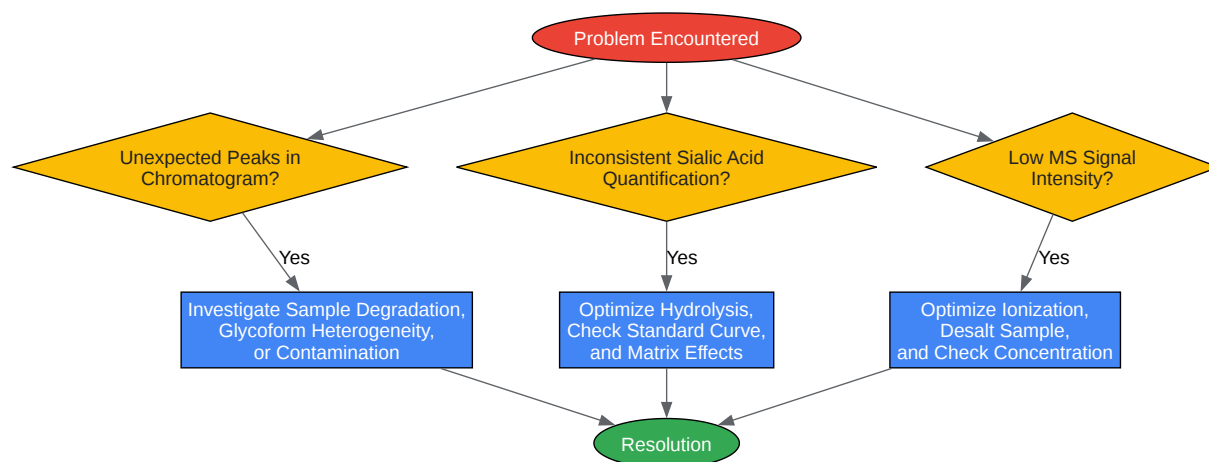 Problem Encountered
Unexpected Peaks in
Chromatogram?
Inconsistent Sialic Acid
Quantification?
Low MS Signal
Intensity?
Yes
Yes
Yes
Investigate Sample Degradation,
Glycoform Heterogeneity,
or Contamination
Optimize Hydrolysis,
Check Standard Curve,
and Matrix Effects
Optimize Ionization,
Desalt Sample,
and Check Concentration
Resolution